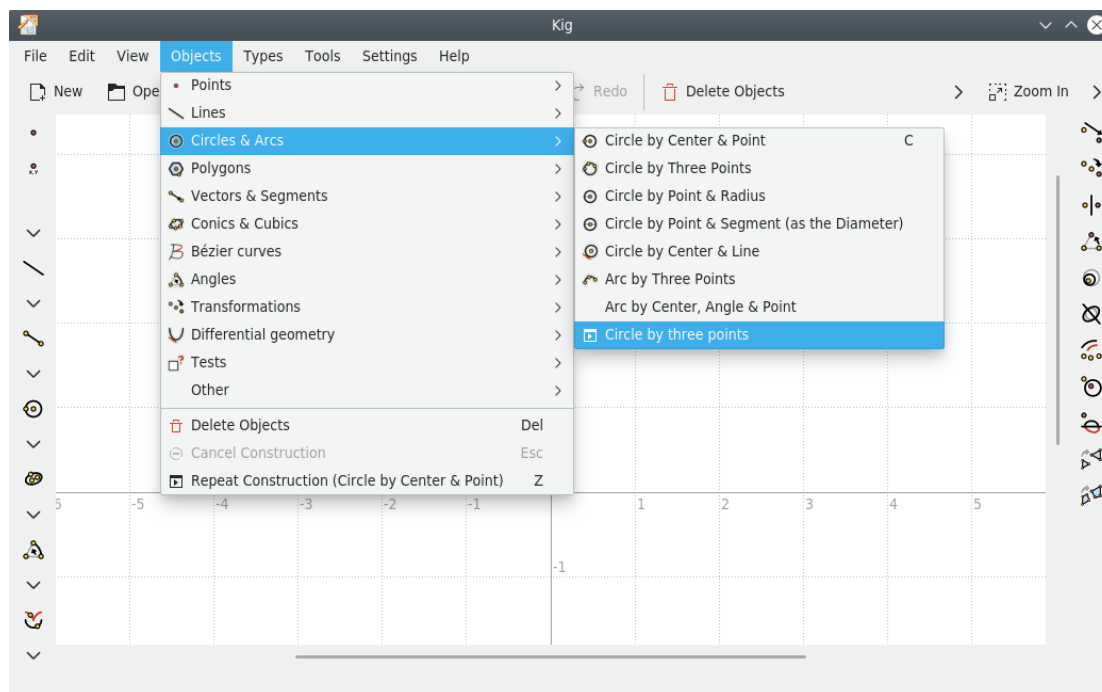 Kig
File Edit View Objects Types Tools Settings Help
New Ope Redo Delete Objects Zoom In
Points
Lines
Circles & Arcs
Polygons
Vectors & Segments
Conics & Cubics
Bézier curves
Angles
Transformations
Differential geometry
Tests
Other
Delete Objects Del
Cancel Construction Esc
Repeat Construction (Circle by Center & Point) Z
Circle by Center & Point C
Circle by Three Points
Circle by Point & Radius
Circle by Point & Segment (as the Diameter)
Circle by Center & Line
Arc by Three Points
Arc by Center, Angle & Point
Circle by three points
-5 -4 -3 -2 -1 1 2 3 4 5
-1